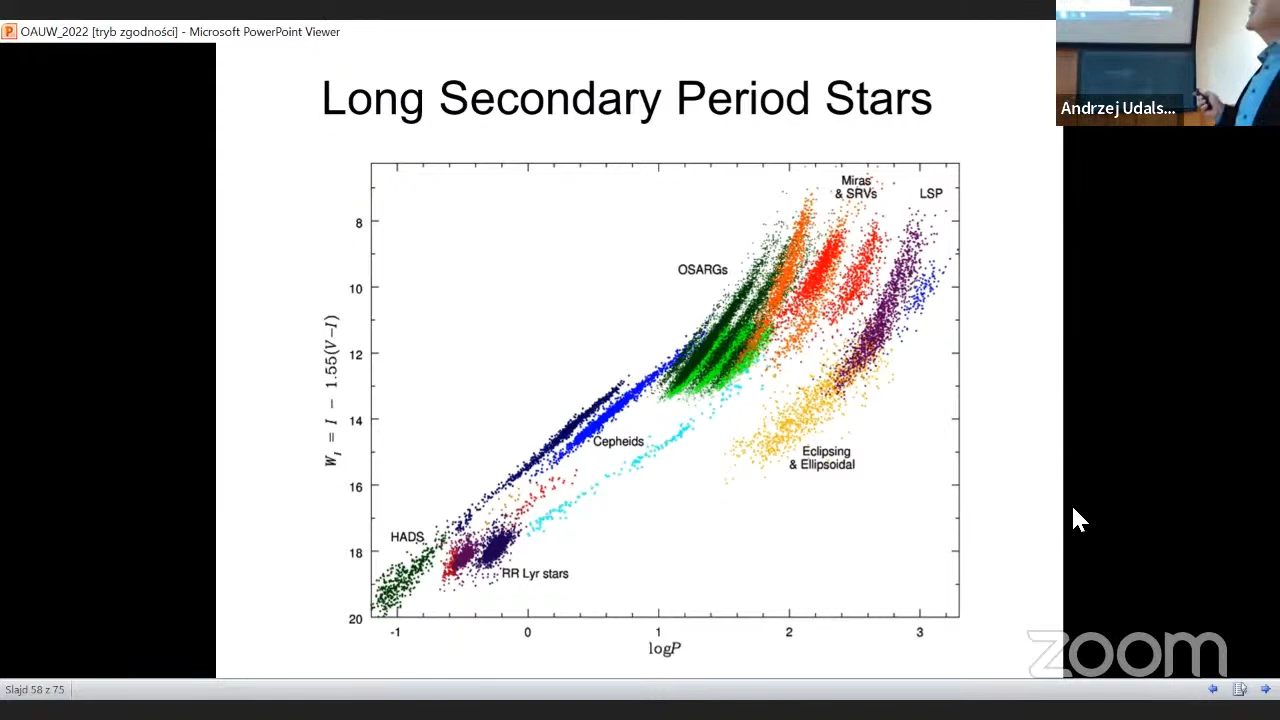 OAUW_2022 [tryb zgodności] - Microsoft PowerPoint Viewer
Andrzej Udals...
Long Secondary Period Stars
Miras
& SRVs
LSP
OSARGs
Cepheids
Eclipsing
& Ellipsoidal
HADS
RR Lyr stars
W_I = I − 1.55(V−I)
8
10
12
14
16
18
20
-1
0
1
2
3
logP
zoom
Slajd 58 z 75